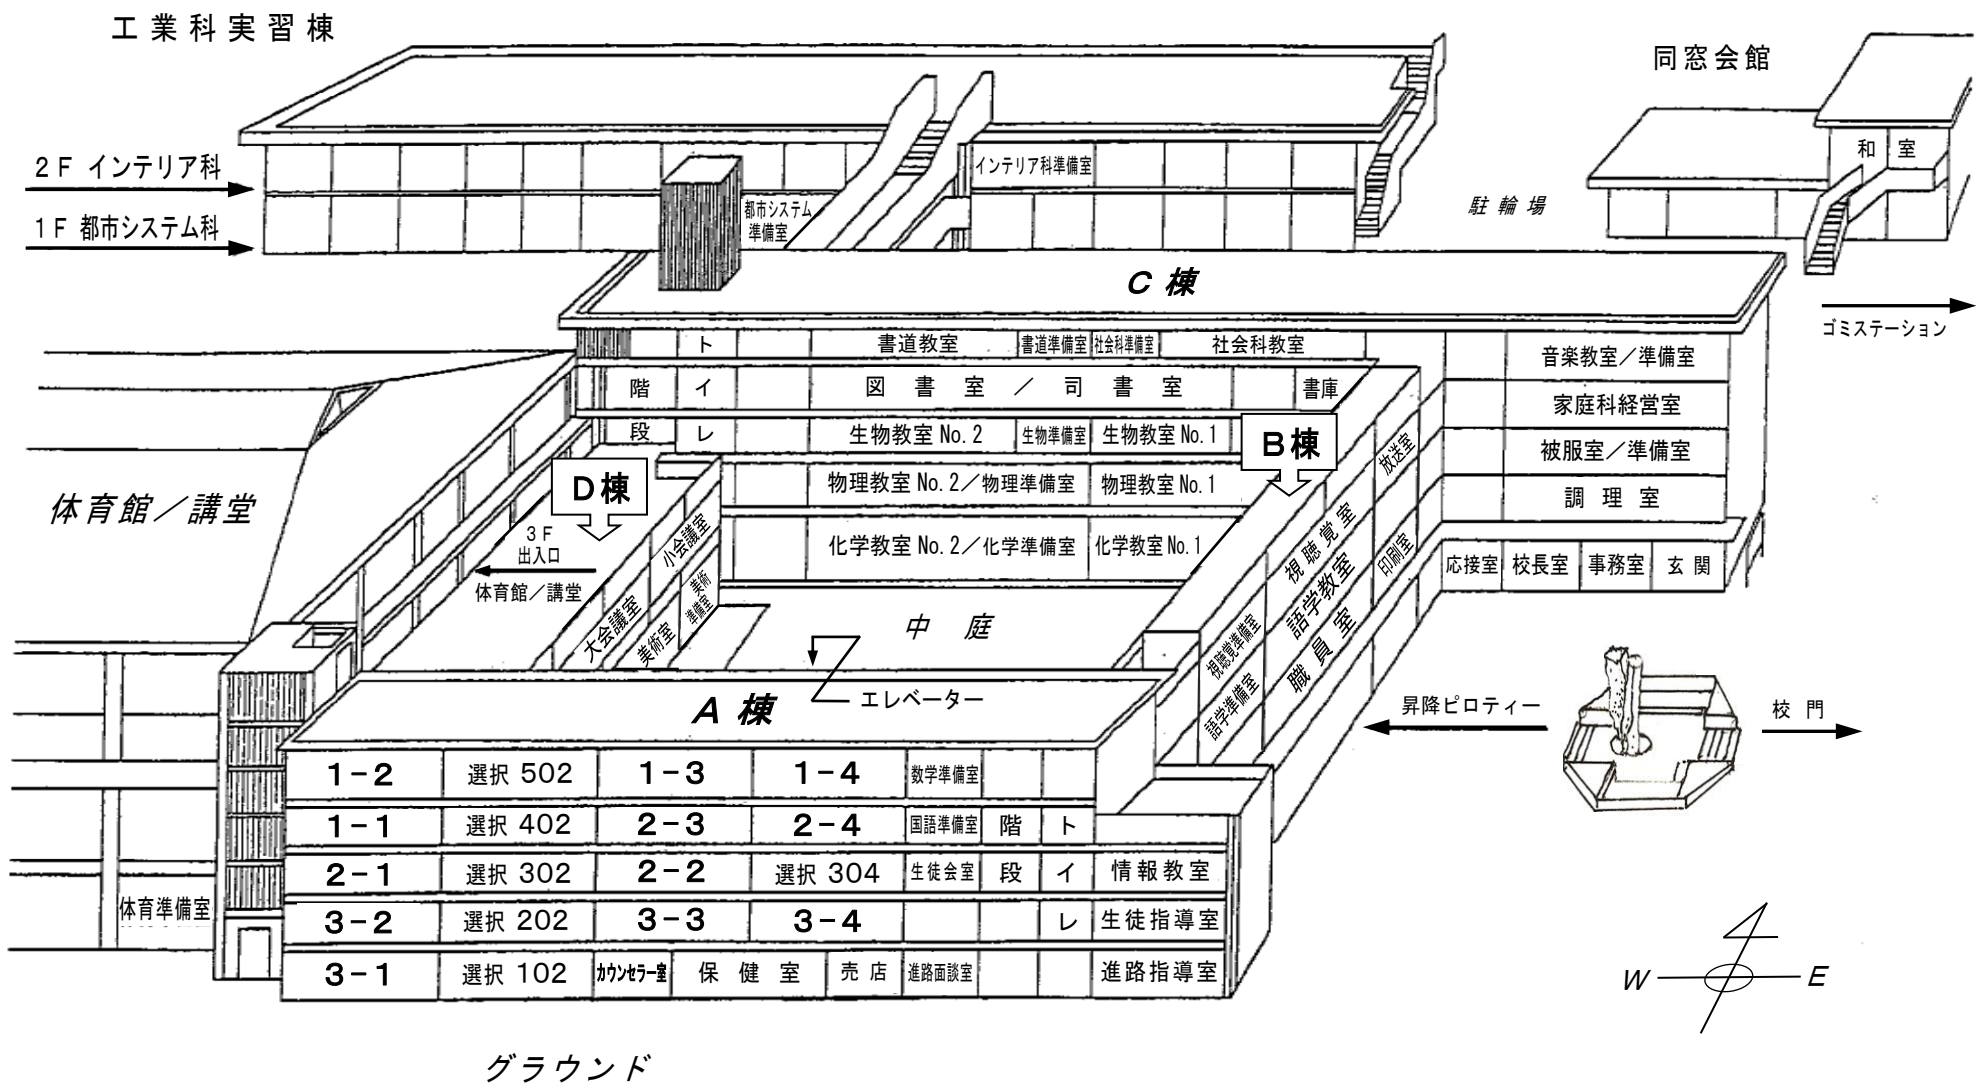 工業科実習棟
同窓会館
和 室
2F インテリア科
インテリア科準備室
1F 都市システム科
都市システム
準備室
駐 輪 場
C 棟
ゴミステーション
ト
書道教室
書道準備室
社会科準備室
社会科教室
音楽教室／準備室
階
イ
図 書 室 ／ 司 書 室
書庫
家庭科経営室
段
レ
生物教室 No.2
生物準備室
生物教室 No.1
B棟
放送室
被服室／準備室
体育館／講堂
D棟
物理教室 No.2／物理準備室
物理教室 No.1
調 理 室
3F
出入口
体育館／講堂
小会議室
化学教室 No.2／化学準備室
化学教室 No.1
視聴覚室
印刷室
応接室
校長室
事務室
玄 関
大会議室
美術室
美術
準備室
中 庭
視聴覚準備室
語学教室
語学準備室
職員室
エレベーター
A 棟
昇降ピロティー
校 門
1-2
選択 502
1-3
1-4
数学準備室
1-1
選択 402
2-3
2-4
国語準備室
階
ト
2-1
選択 302
2-2
選択 304
生徒会室
段
イ
情報教室
体育準備室
3-2
選択 202
3-3
3-4
レ
生徒指導室
3-1
選択 102
カウンセラー室
保 健 室
売 店
進路面談室
進路指導室
W
E
グラウンド